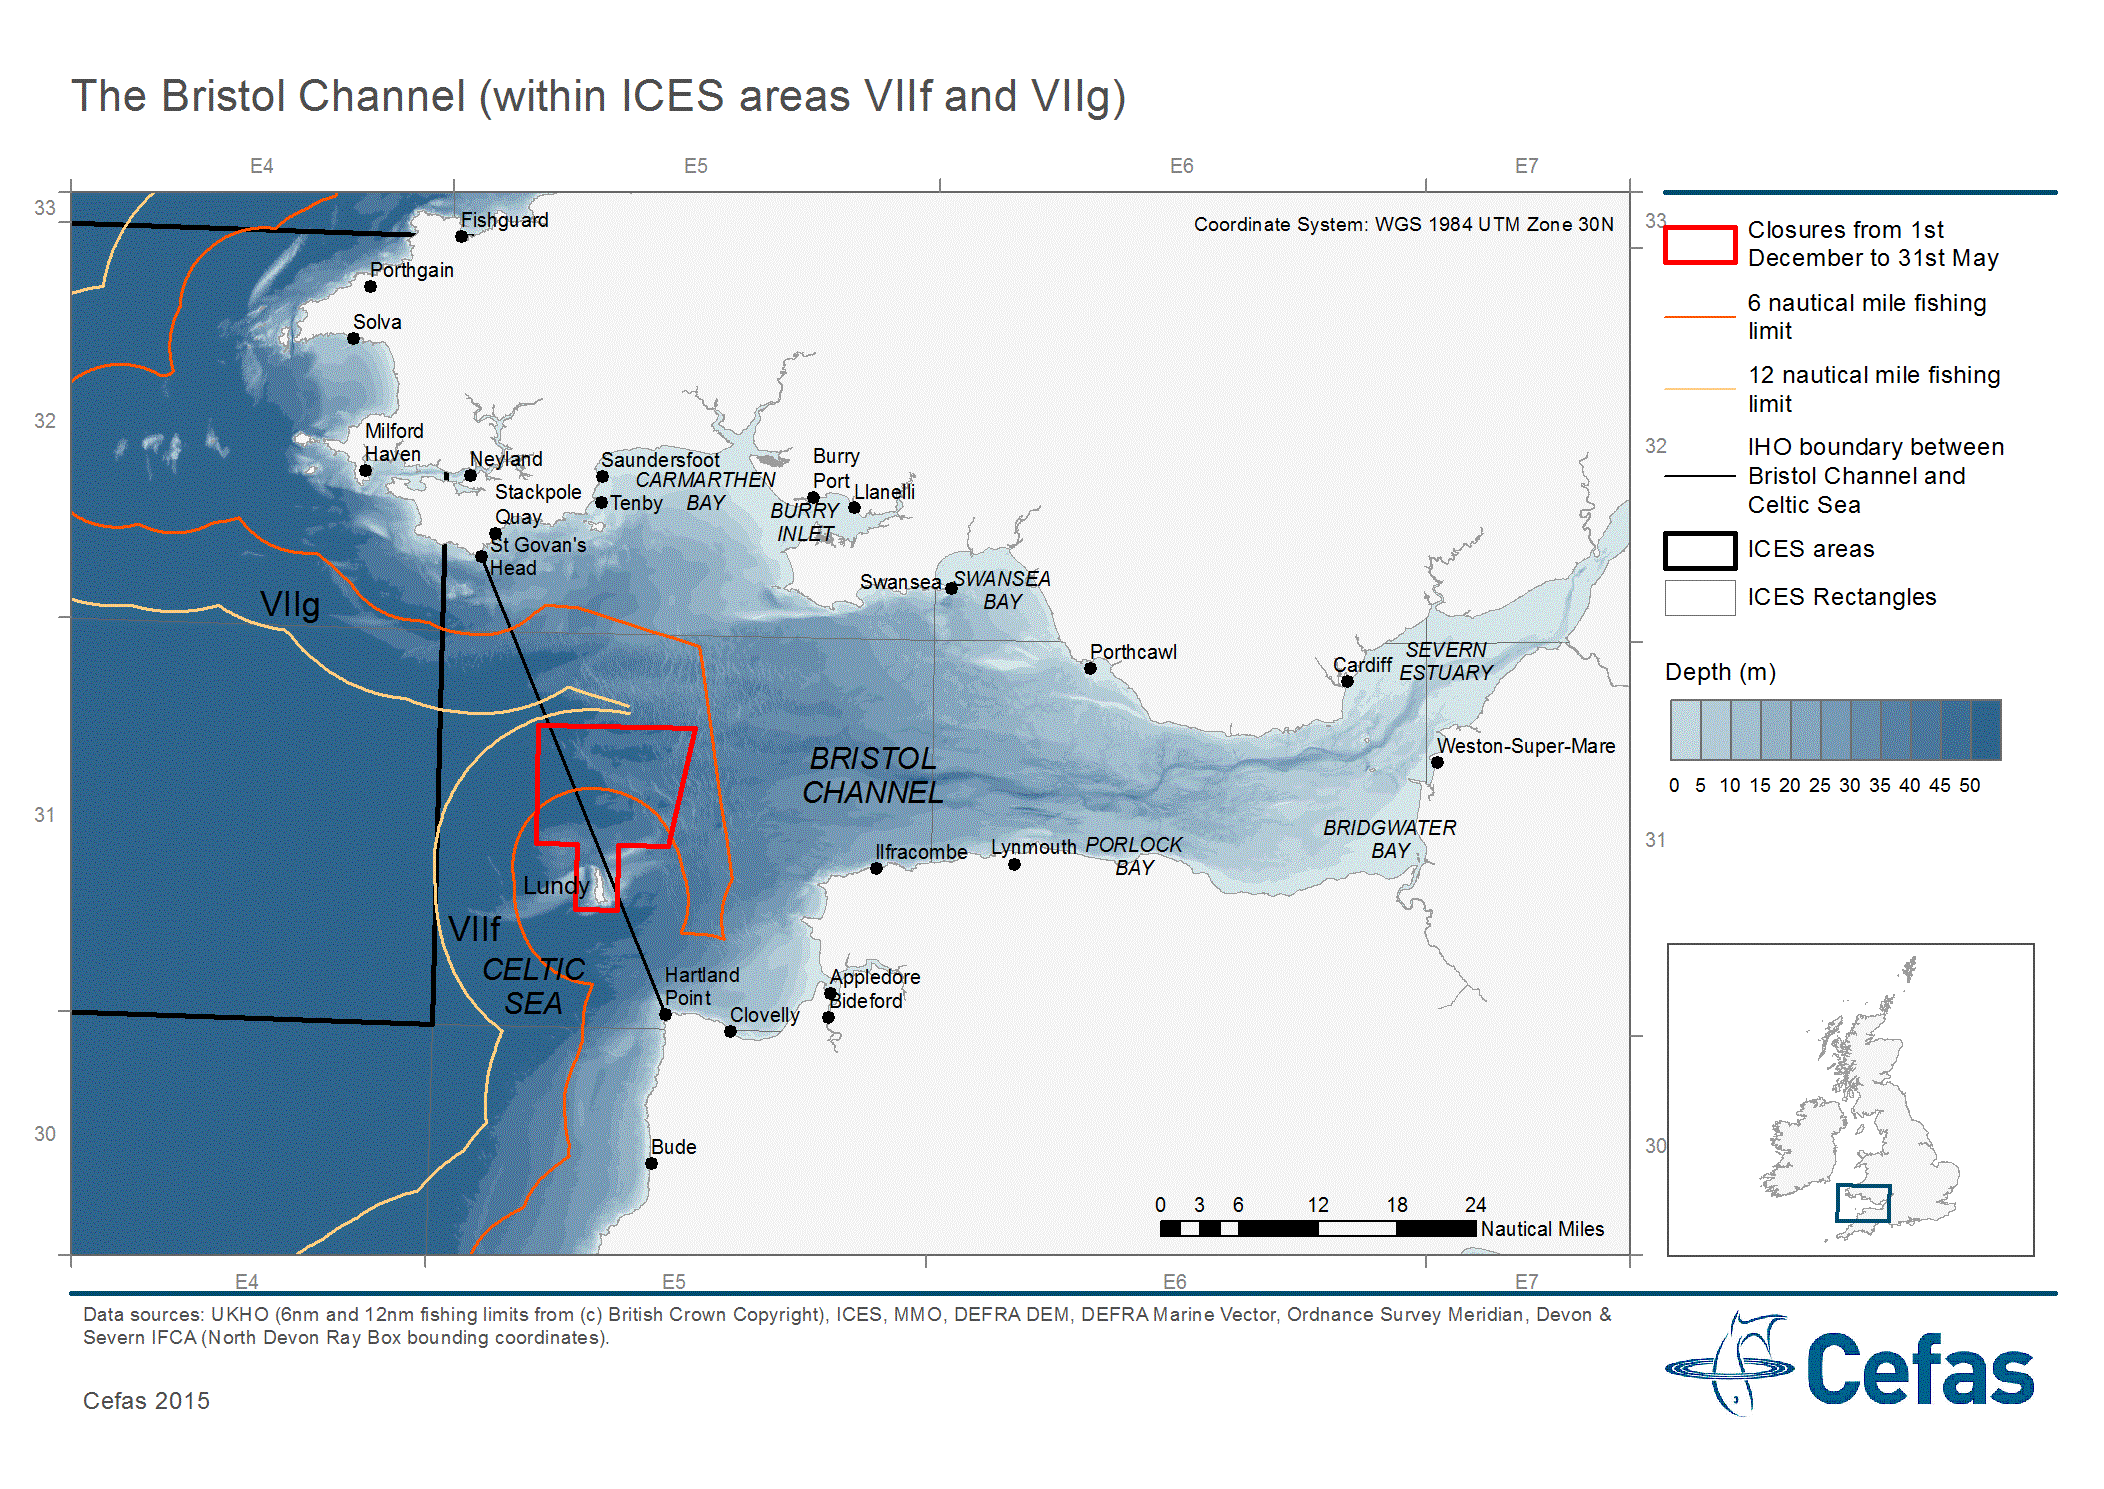 The Bristol Channel (within ICES areas VIIf and VIIg)
E4 E5 E6 E7
33
33
Coordinate System: WGS 1984 UTM Zone 30N
Fishguard
Porthgain
Solva
32
32
Milford
Haven
Neyland
Stackpole
Quay
St Govan's
Head
Saundersfoot
Tenby
CARMARTHEN
BAY
Burry
Port
Llanelli
BURRY
INLET
Swansea
SWANSEA
BAY
Porthcawl
Cardiff
SEVERN
ESTUARY
VIIg
Weston-Super-Mare
BRISTOL
CHANNEL
31
31
Ilfracombe
Lynmouth
PORLOCK
BAY
BRIDGWATER
BAY
Lundy
VIIf
CELTIC
SEA
Hartland
Point
Clovelly
Appledore
Bideford
30
30
Bude
0 3 6 12 18 24
Nautical Miles
E4 E5 E6 E7
Closures from 1st
December to 31st May
6 nautical mile fishing
limit
12 nautical mile fishing
limit
IHO boundary between
Bristol Channel and
Celtic Sea
ICES areas
ICES Rectangles
Depth (m)
0 5 10 15 20 25 30 35 40 45 50
Data sources: UKHO (6nm and 12nm fishing limits from (c) British Crown Copyright), ICES, MMO, DEFRA DEM, DEFRA Marine Vector, Ordnance Survey Meridian, Devon &
Severn IFCA (North Devon Ray Box bounding coordinates).
Cefas 2015
Cefas